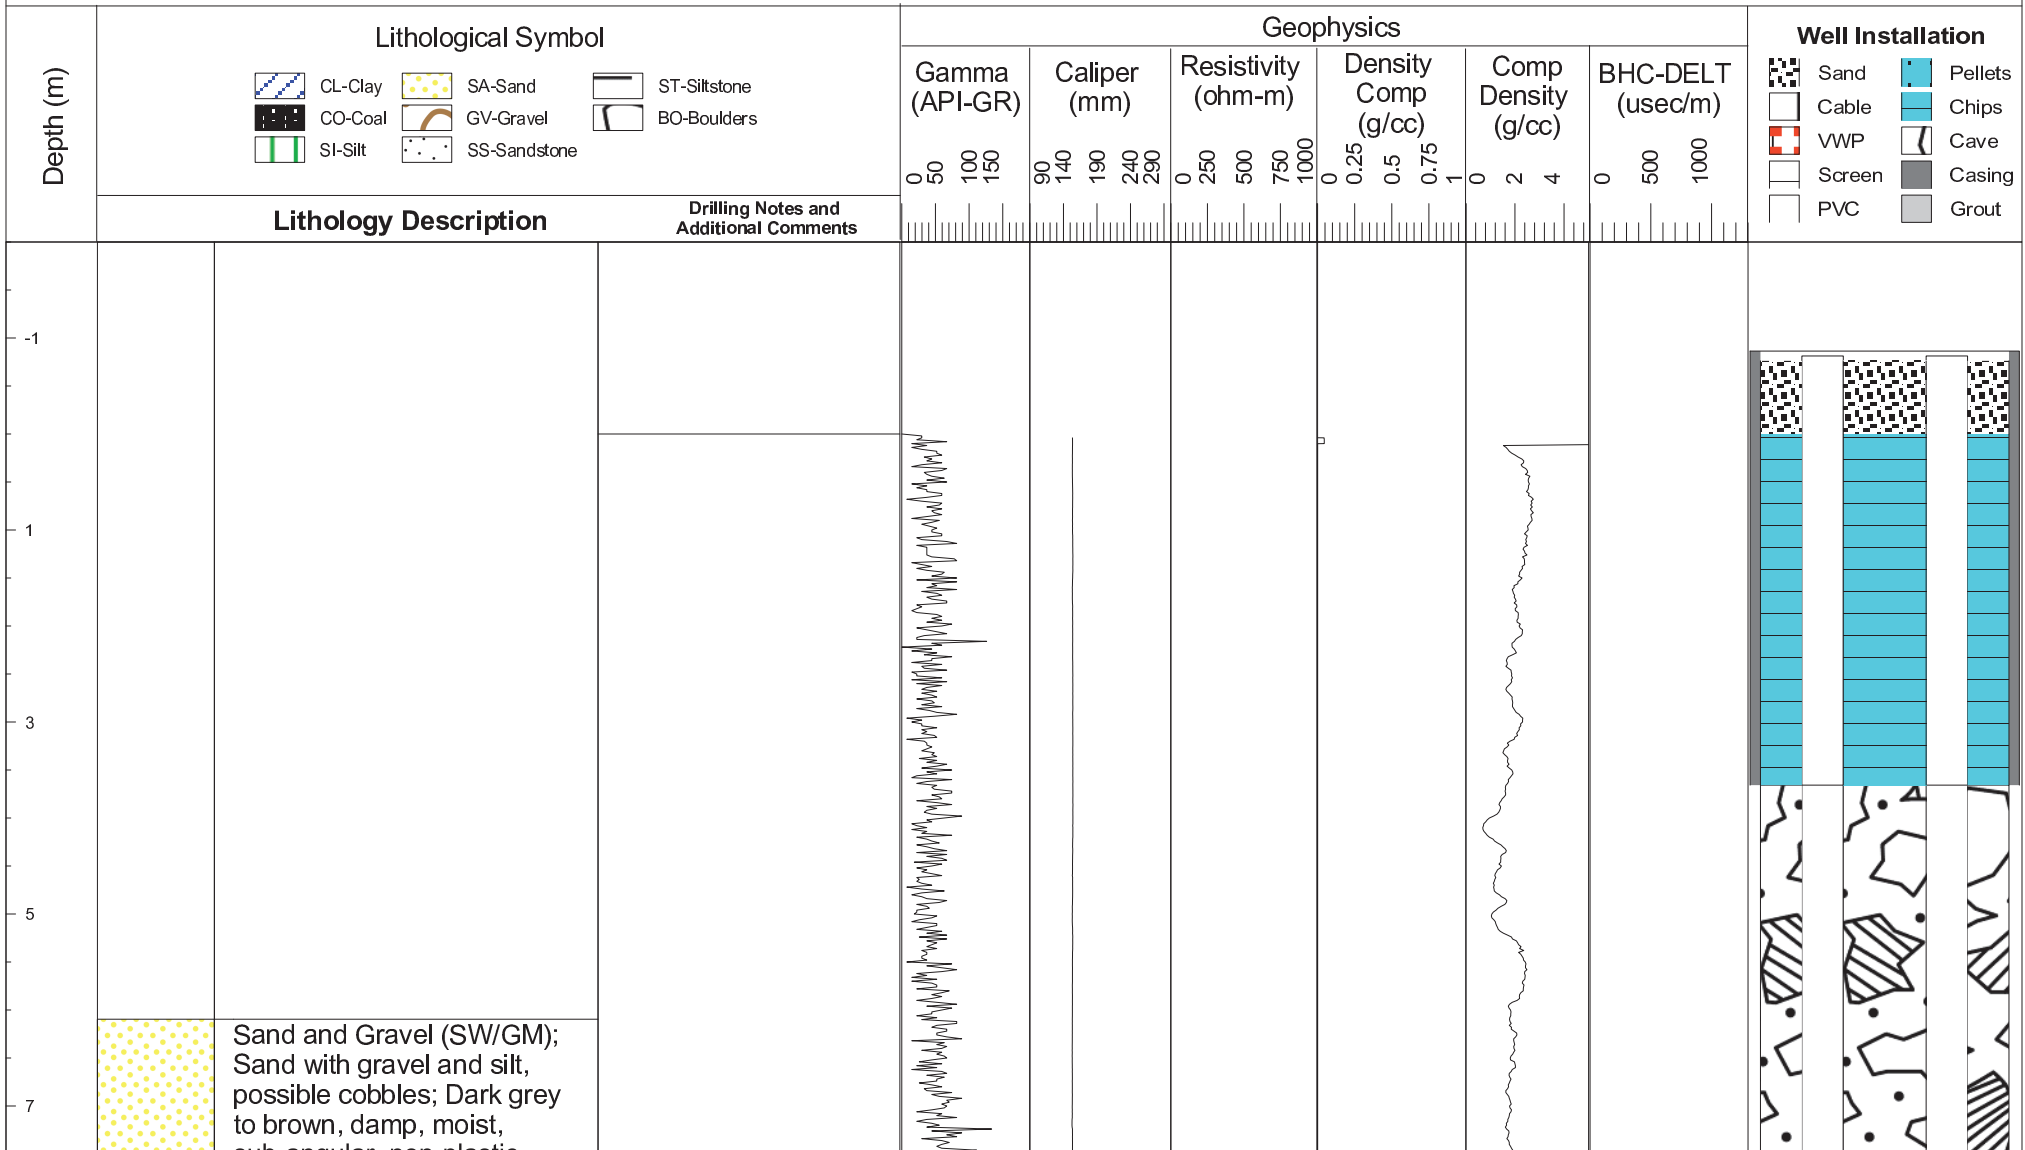 Depth (m)
Lithological Symbol
CL-Clay
SA-Sand
ST-Siltstone
CO-Coal
GV-Gravel
BO-Boulders
SI-Silt
SS-Sandstone
Lithology Description
Drilling Notes and
Additional Comments
Geophysics
Gamma
(API-GR)
0 50 100 150
Caliper
(mm)
90 140 190 240 290
Resistivity
(ohm-m)
0 250 500 750 1000
Density
Comp
(g/cc)
0 0.25 0.5 0.75 1
Comp
Density
(g/cc)
0 2 4
BHC-DELT
(usec/m)
0 500 1000
Well Installation
Sand
Pellets
Cable
Chips
VWP
Cave
Screen
Casing
PVC
Grout
-1
1
3
5
7
Sand and Gravel (SW/GM);
Sand with gravel and silt,
possible cobbles; Dark grey
to brown, damp, moist,